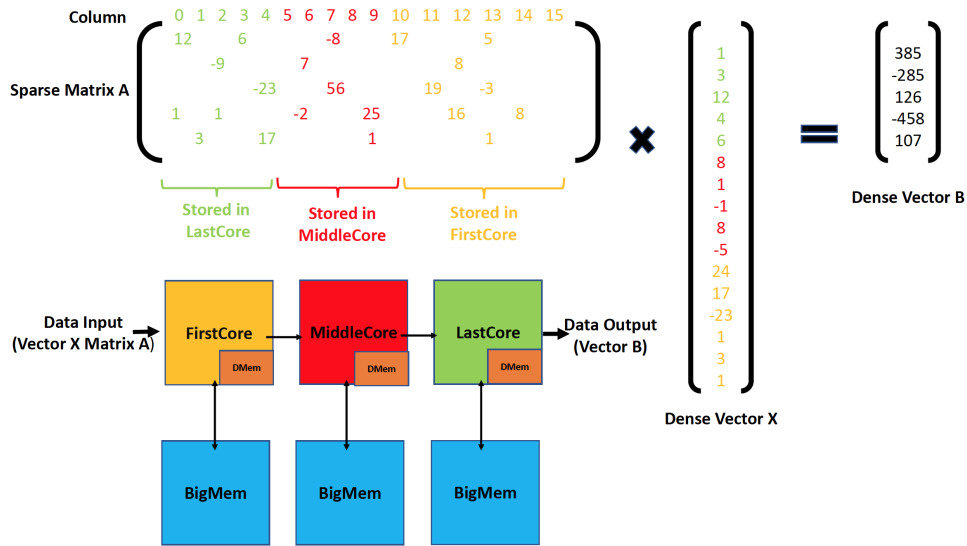 Column 0 1 2 3 4 5 6 7 8 9 10 11 12 13 14 15
12 6 -8 17 5
-9 7 8
Sparse Matrix A -23 56 19 -3
1 1 -2 25 16 8
3 17 1 1
Stored in LastCore
Stored in MiddleCore
Stored in FirstCore
1
3
12
4
6
8
1
-1
8
-5
24
17
-23
1
3
1
Dense Vector X
385
-285
126
-458
107
Dense Vector B
Data Input
(Vector X Matrix A)
FirstCore
DMem
MiddleCore
DMem
LastCore
DMem
Data Output
(Vector B)
BigMem
BigMem
BigMem